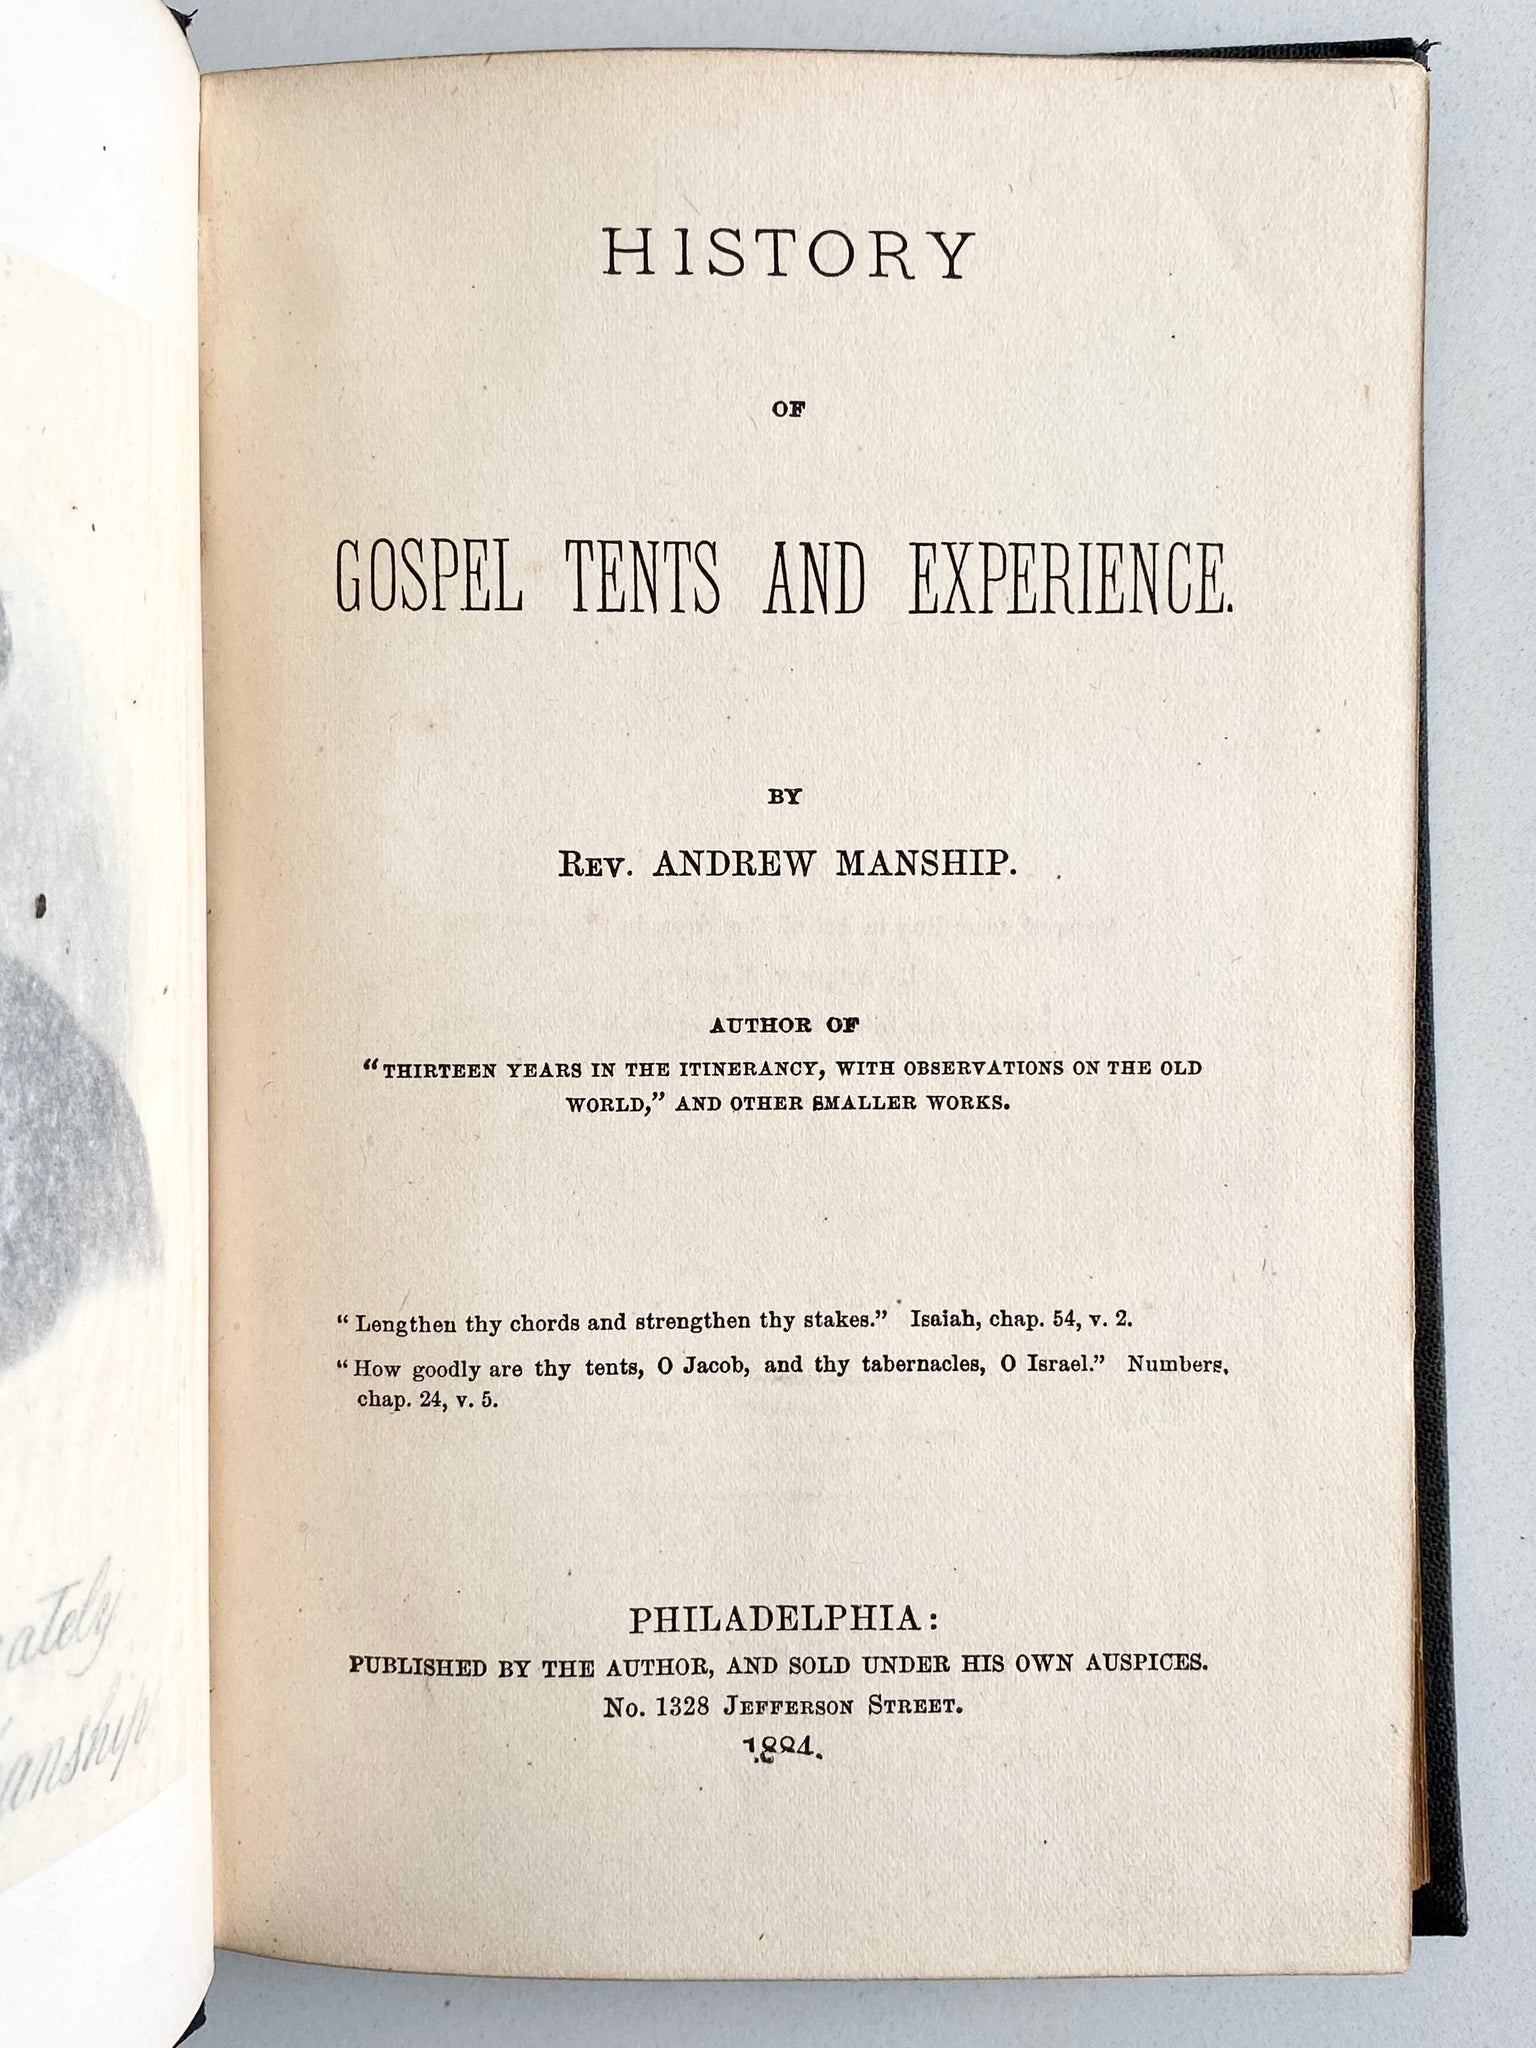 HISTORY
OF
GOSPEL TENTS AND EXPERIENCE.
BY
REV. ANDREW MANSHIP.
AUTHOR OF
“THIRTEEN YEARS IN THE ITINERANCY, WITH OBSERVATIONS ON THE OLD
WORLD,” AND OTHER SMALLER WORKS.
“Lengthen thy chords and strengthen thy stakes.” Isaiah, chap. 54, v. 2.
“How goodly are thy tents, O Jacob, and thy tabernacles, O Israel.” Numbers,
chap. 24, v. 5.
PHILADELPHIA:
PUBLISHED BY THE AUTHOR, AND SOLD UNDER HIS OWN AUSPICES.
No. 1328 JEFFERSON STREET.
1884.